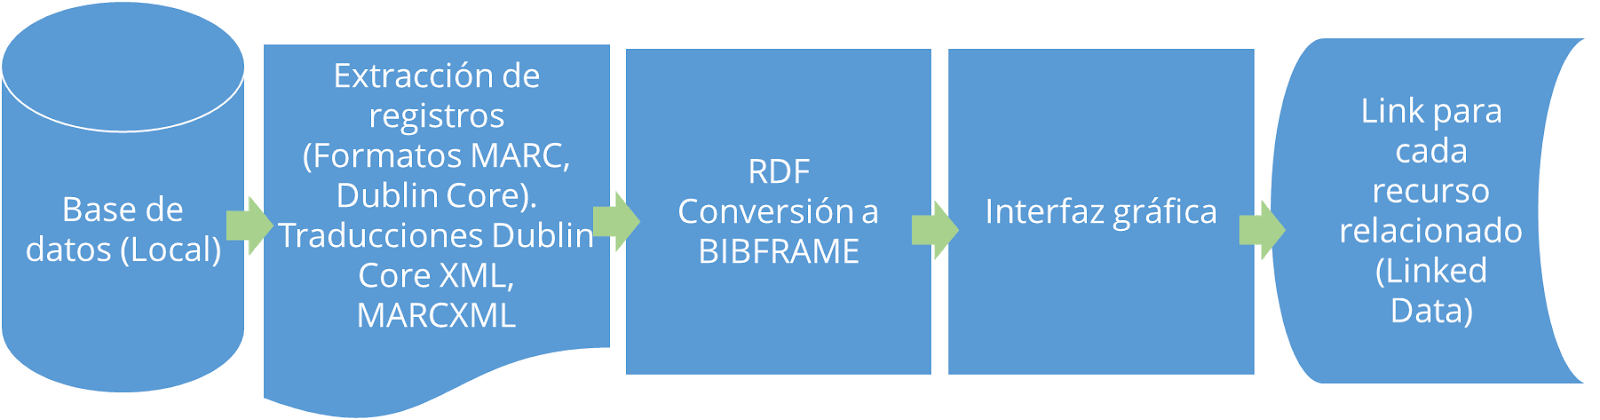 Base de
datos (Local)
Extracción de
registros
(Formatos MARC,
Dublin Core).
Traducciones Dublin
Core XML,
MARCXML
RDF
Conversión a
BIBFRAME
Interfaz gráfica
Link para
cada
recurso
relacionado
(Linked
Data)